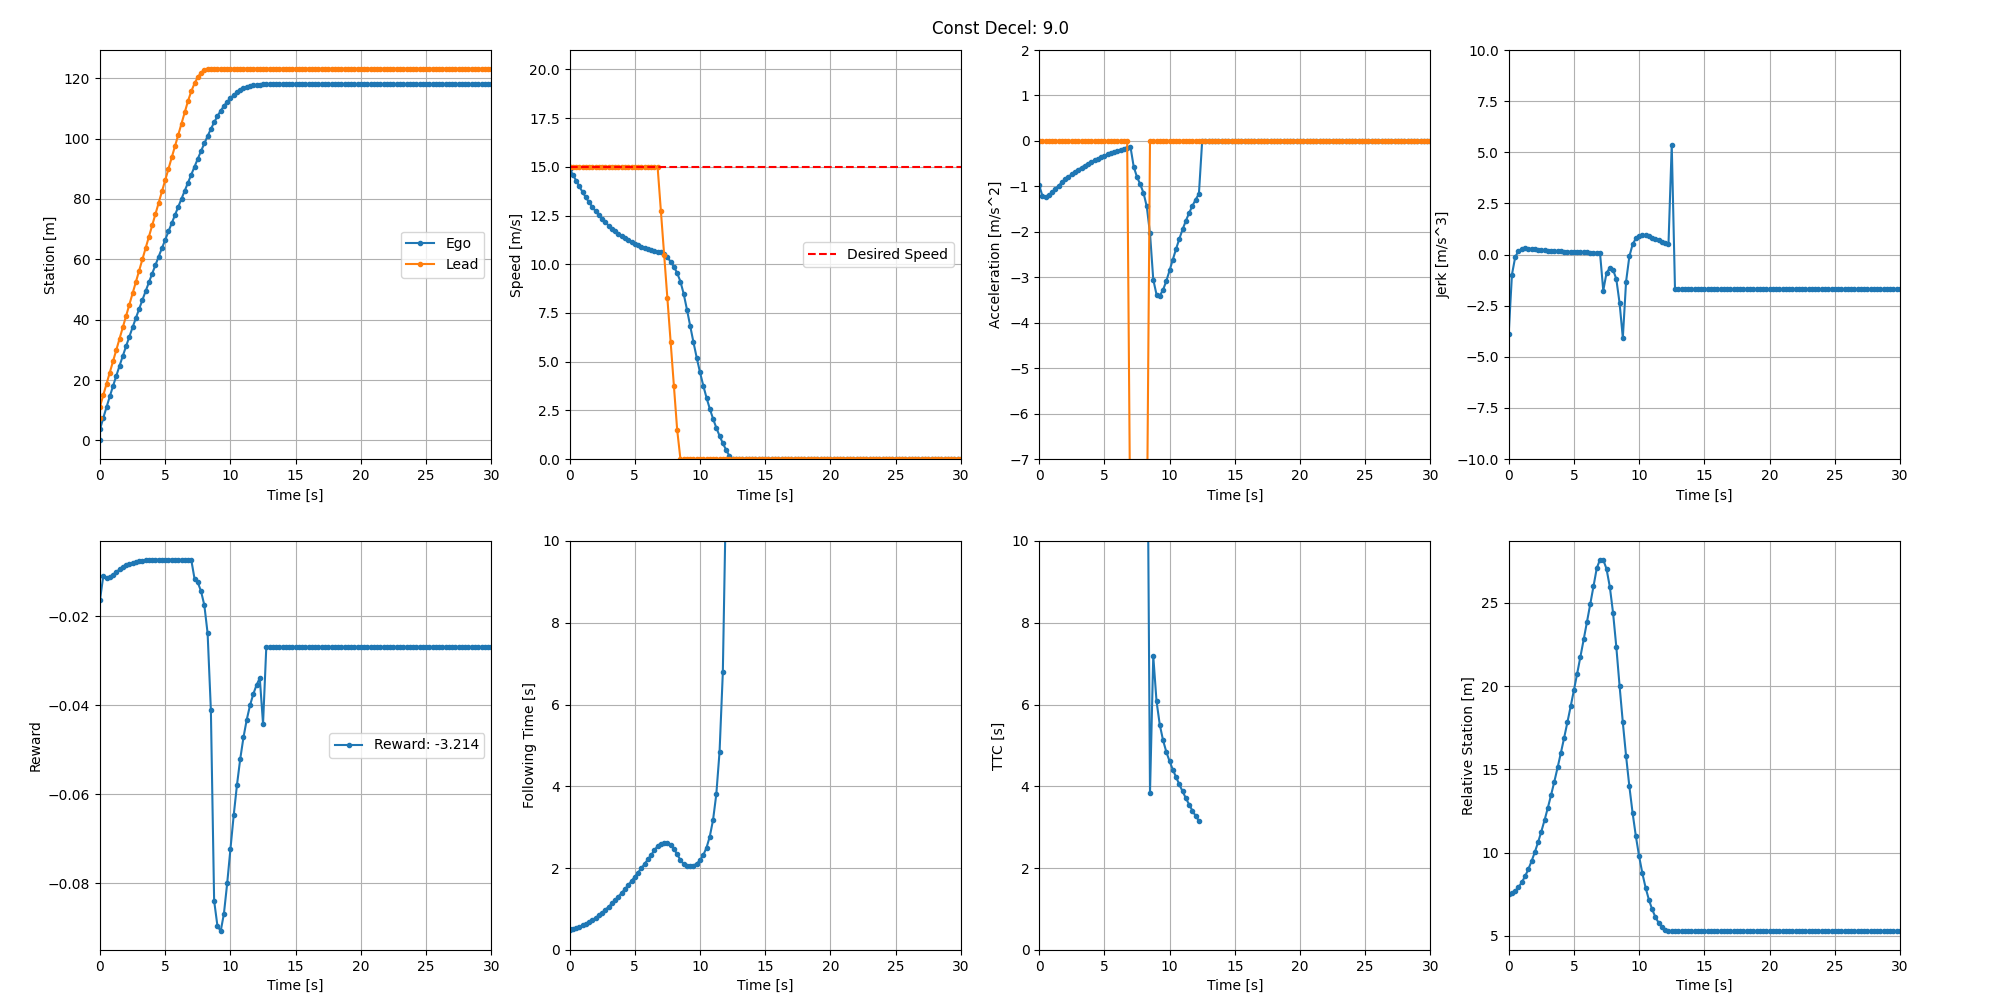 Const Decel: 9.0
Station [m]
120
100
80
60
40
20
0
Ego
Lead
0 5 10 15 20 25 30
Time [s]
Speed [m/s]
20.0
17.5
15.0
12.5
10.0
7.5
5.0
2.5
0.0
Desired Speed
0 5 10 15 20 25 30
Time [s]
Acceleration [m/s^2]
2
1
0
−1
−2
−3
−4
−5
−6
−7
0 5 10 15 20 25 30
Time [s]
Jerk [m/s^3]
10.0
7.5
5.0
2.5
0.0
−2.5
−5.0
−7.5
−10.0
0 5 10 15 20 25 30
Time [s]
Reward
−0.02
−0.04
−0.06
−0.08
Reward: -3.214
0 5 10 15 20 25 30
Time [s]
Following Time [s]
10
8
6
4
2
0
0 5 10 15 20 25 30
Time [s]
TTC [s]
10
8
6
4
2
0
0 5 10 15 20 25 30
Time [s]
Relative Station [m]
25
20
15
10
5
0 5 10 15 20 25 30
Time [s]